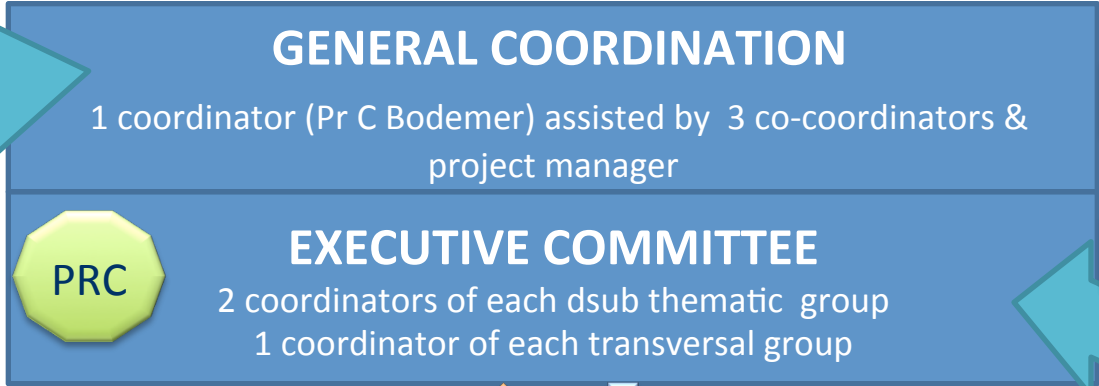 GENERAL COORDINATION
1 coordinator (Pr C Bodemer) assisted by 3 co-coordinators &
project manager
PRC
EXECUTIVE COMMITTEE
2 coordinators of each dsub thematic group
1 coordinator of each transversal group